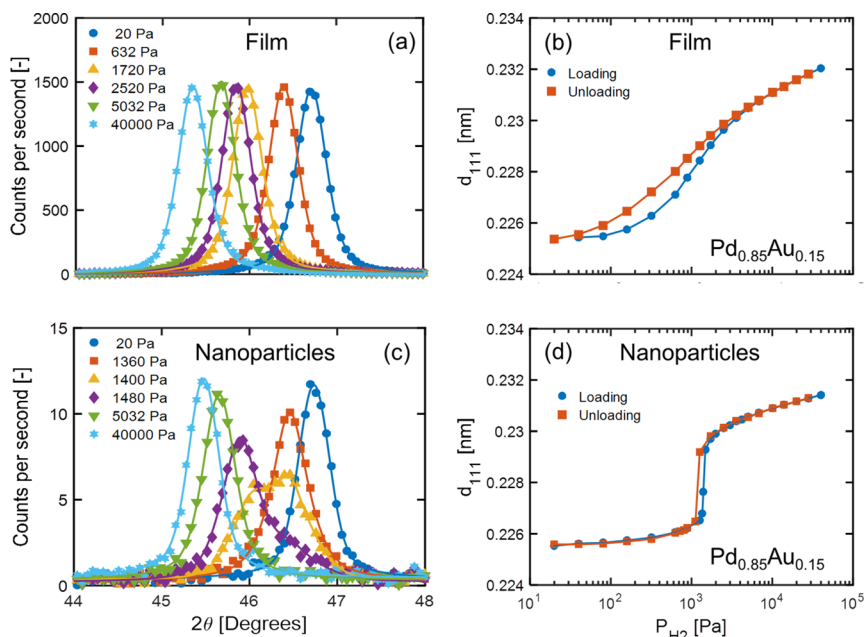 (a)
Film
20 Pa
632 Pa
1720 Pa
2520 Pa
5032 Pa
40000 Pa
2000
1500
1000
500
0
Counts per second [-]
(b)
Film
Loading
Unloading
0.234
0.232
0.23
0.228
0.226
0.224
d111 [nm]
Pd0.85Au0.15
(c)
Nanoparticles
20 Pa
1360 Pa
1400 Pa
1480 Pa
5032 Pa
40000 Pa
15
10
5
0
Counts per second [-]
44 45 46 47 48
2θ [Degrees]
(d)
Nanoparticles
Loading
Unloading
0.234
0.232
0.23
0.228
0.226
0.224
d111 [nm]
Pd0.85Au0.15
10^1 10^2 10^3 10^4 10^5
PH2 [Pa]